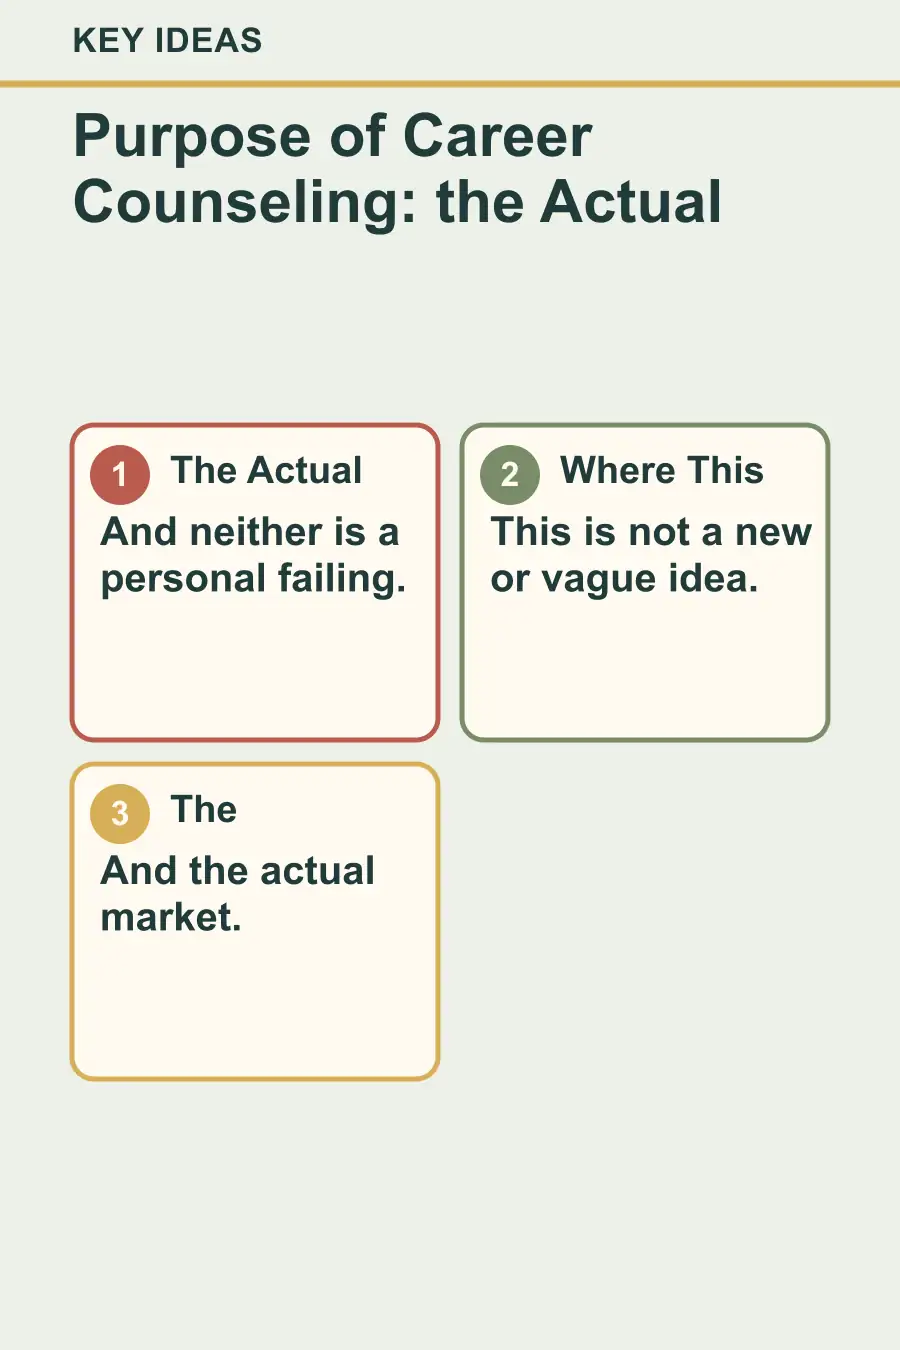 KEY IDEAS
Purpose of Career
Counseling: the Actual
1 The Actual
And neither is a
personal failing.
2 Where This
This is not a new
or vague idea.
3 The
And the actual
market.